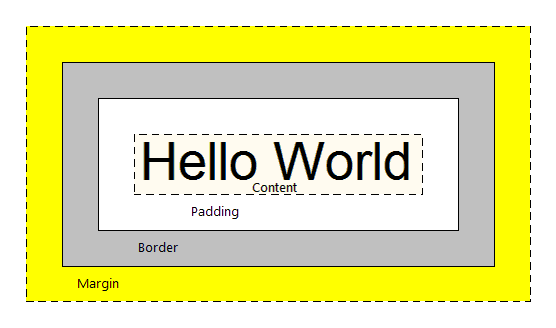 Hello World
Content
Padding
Border
Margin